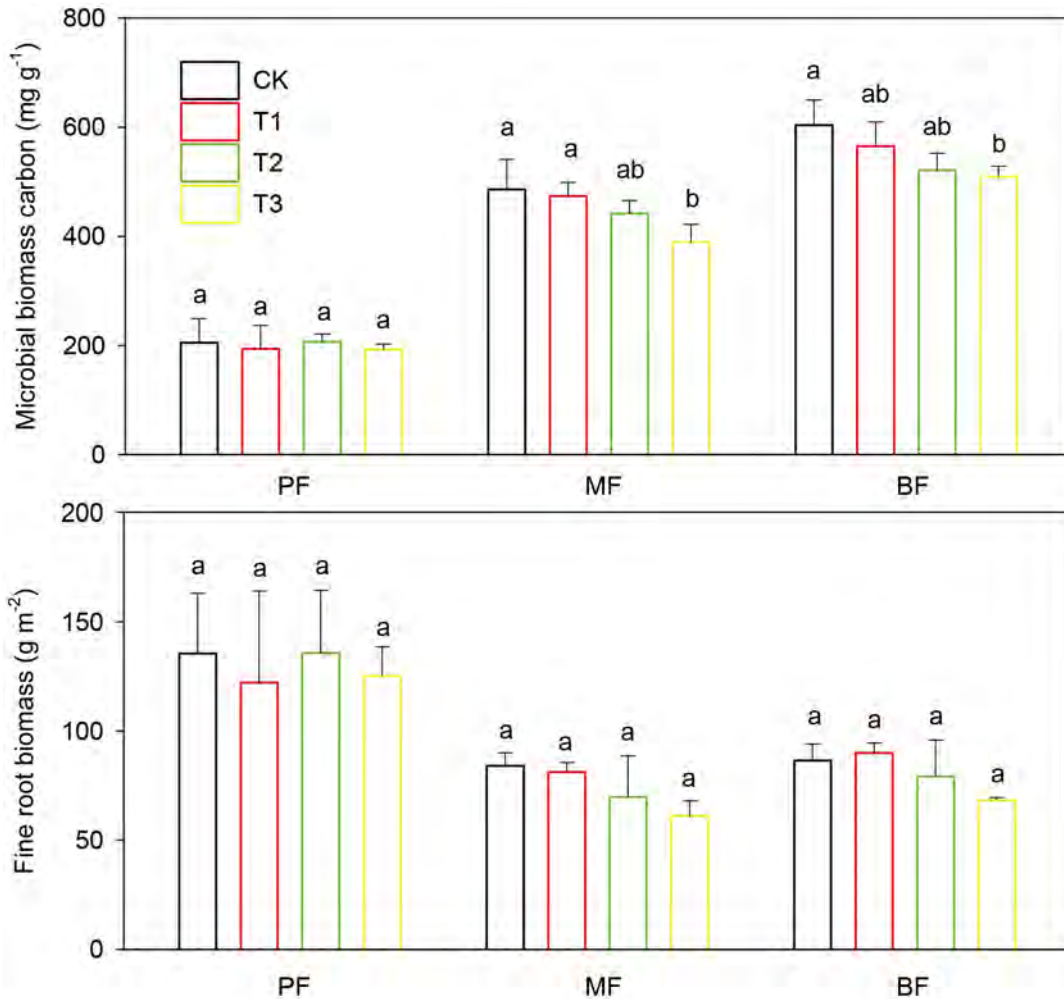 Microbial biomass carbon (mg g⁻¹)
800
600
400
200
0
CK
T1
T2
T3
a a a a
a a ab b
a ab ab b
PF MF BF
Fine root biomass (g m⁻²)
200
150
100
50
0
a a a a
a a a a
a a a a
PF MF BF